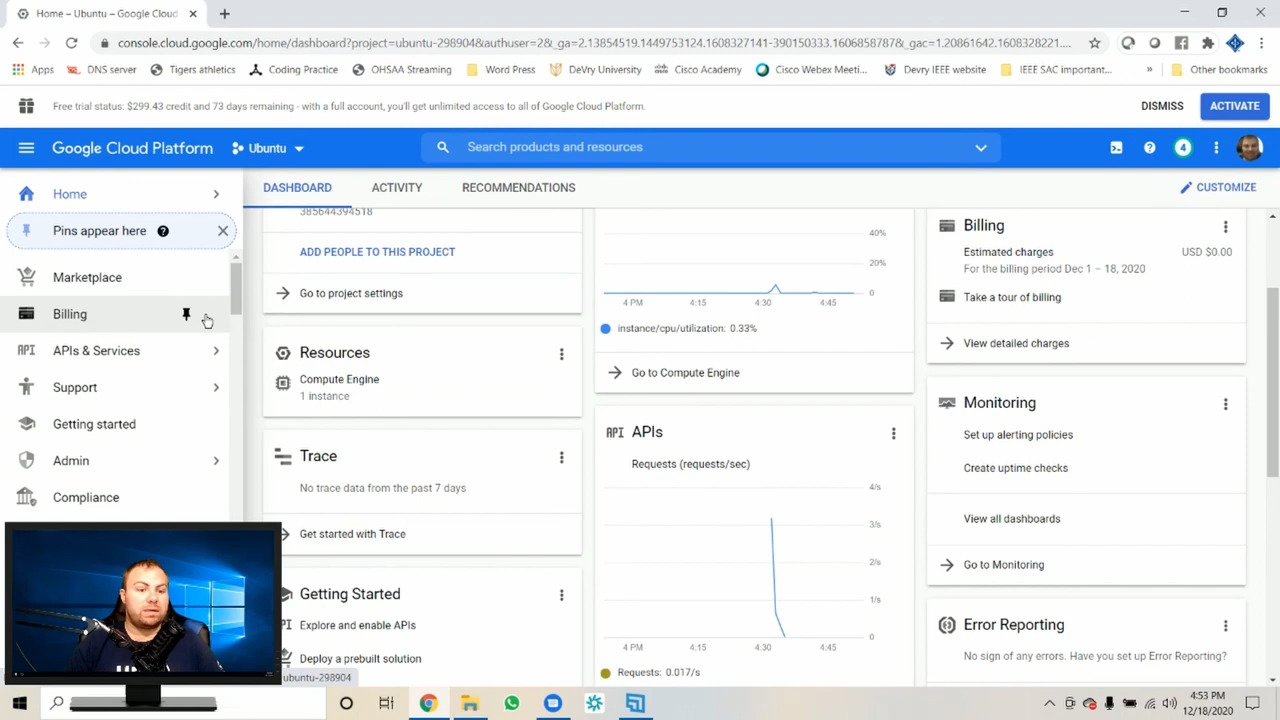 Home – Ubuntu – Google Cloud
console.cloud.google.com/home/dashboard?project=ubuntu-298904&authuser=2&_ga=2.13854519.1449753124.1608327141-390150333.1606858787&_gac=1.20861642.1608328221....
Apps
DNS server
Tigers athletics
Coding Practice
OHSAA Streaming
Word Press
DeVry University
Cisco Academy
Cisco Webex Meeti...
Devry IEEE website
IEEE SAC important...
»
Other bookmarks
Free trial status: $299.43 credit and 73 days remaining - with a full account, you'll get unlimited access to all of Google Cloud Platform.
DISMISS
ACTIVATE
Google Cloud Platform
Ubuntu
Search products and resources
4
Home
DASHBOARD
ACTIVITY
RECOMMENDATIONS
CUSTOMIZE
Pins appear here
Marketplace
Billing
APIs & Services
Support
Getting started
Admin
Compliance
385644394518
ADD PEOPLE TO THIS PROJECT
Go to project settings
Resources
Compute Engine
1 instance
Trace
No trace data from the past 7 days
Get started with Trace
Getting Started
Explore and enable APIs
Deploy a prebuilt solution
ubuntu-298904
40%
20%
0
4 PM
4:15
4:30
4:45
instance/cpu/utilization: 0.33%
Go to Compute Engine
API APIs
Requests (requests/sec)
4/s
3/s
2/s
1/s
0
4 PM
4:15
4:30
4:45
Requests: 0.017/s
Billing
Estimated charges
USD $0.00
For the billing period Dec 1 – 18, 2020
Take a tour of billing
View detailed charges
Monitoring
Set up alerting policies
Create uptime checks
View all dashboards
Go to Monitoring
Error Reporting
No sign of any errors. Have you set up Error Reporting?
4:53 PM
12/18/2020